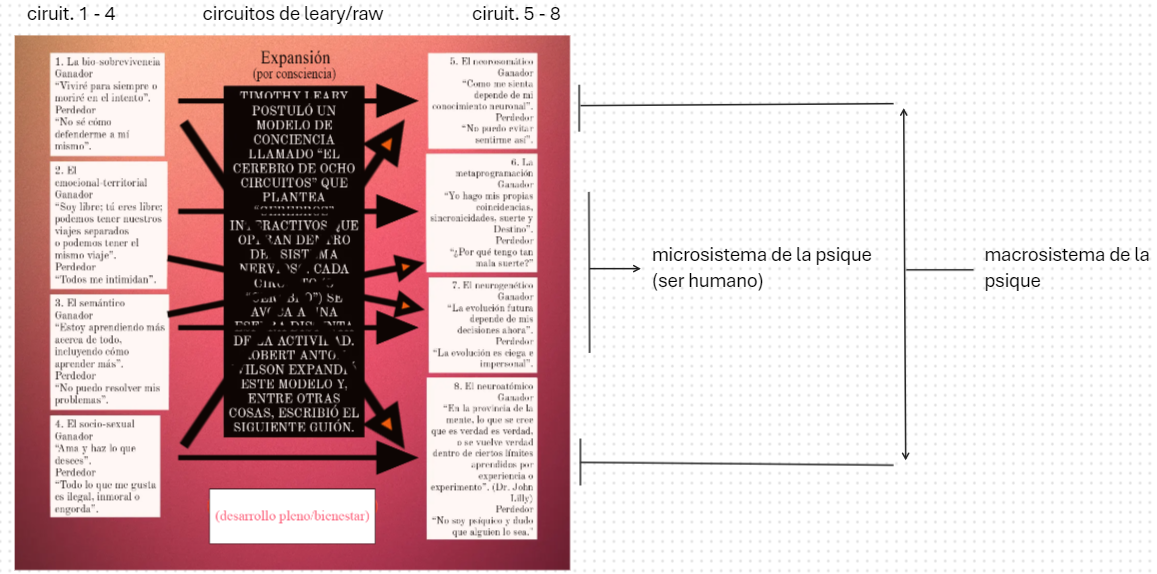 ciruit. 1 - 4
circuitos de leary/raw
ciruit. 5 - 8
1. La bio-sobrevivencia
Ganador
“Viviré para siempre o
moriré en el intento”.
Perdedor
“No sé cómo
defenderme a mí
mismo”.
2. El
emocional-territorial
Ganador
“Soy libre; tú eres libre;
podemos tener nuestros
viajes separados
o podemos tener el
mismo viaje”.
Perdedor
“Todos me intimidan”.
3. El semántico
Ganador
“Estoy aprendiendo más
acerca de todo,
incluyendo cómo
aprender más”.
Perdedor
“No puedo resolver mis
problemas”.
4. El socio-sexual
Ganador
“Ama y haz lo que
desees”.
Perdedor
“Todo lo que me gusta
es ilegal, inmoral o
engorda”.
Expansión
(por consciencia)
TIMOTHY LEARY
POSTULÓ UN
MODELO DE
CONCIENCIA
LLAMADO “EL
CEREBRO DE OCHO
CIRCUITOS” QUE
PLANTEA
“CEREBROS”
INTERACTIVOS QUE
OPERAN DENTRO
DEL SISTEMA
NERVIOSO. CADA
SE
AVOCA A UNA
ESFERA DISTINTA
DE LA ACTIVIDAD.
ROBERT ANTON
WILSON EXPANDIÓ
ESTE MODELO Y,
ENTRE OTRAS
COSAS, ESCRIBIÓ EL
SIGUIENTE GUIÓN.
(desarrollo pleno/bienestar)
5. El neurosomático
Ganador
“Como me sienta
depende de mi
conocimiento neuronal”.
Perdedor
“No puedo evitar
sentirme así”.
6. La
metaprogramación
Ganador
“Yo hago mis propias
coincidencias,
sincronicidades, suerte y
Destino”.
Perdedor
“¿Por qué tengo tan
mala suerte?”
7. El neurogenético
Ganador
“La evolución futura
depende de mis
decisiones ahora”.
Perdedor
“La evolución es ciega e
impersonal”.
8. El neuroatómico
Ganador
“En la provincia de la
mente, lo que se cree
que es verdad es verdad,
o se vuelve verdad
dentro de ciertos límites
aprendidos por
experiencia o
experimento”. (Dr. John
Lilly)
Perdedor
“No soy psíquico y dudo
que alguien lo sea.”
microsistema de la psique
(ser humano)
macrosistema de la
psique